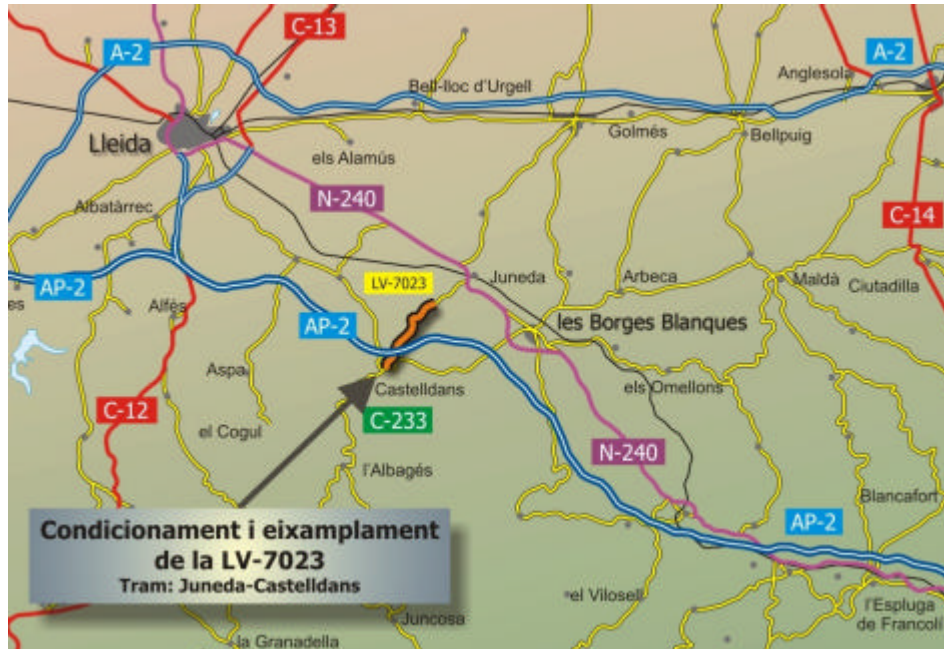 C-13
A-2
A-2
Anglesola
Bell-lloc d'Urgell
Golmés
Bellpuig
Lleida
els Alamús
N-240
Albatàrrec
C-14
Juneda
Arbeca
Maldà
Ciutadilla
LV-7023
AP-2
es
Alfés
AP-2
les Borges Blanques
Aspa
Castelldans
els Omellons
C-12
C-233
el Cogul
N-240
l'Albagés
Blancafort
Condicionament i eixamplament
de la LV-7023
Tram: Juneda-Castelldans
AP-2
el Vilosell
l'Espluga
de Francolí
Juncosa
la Granadella